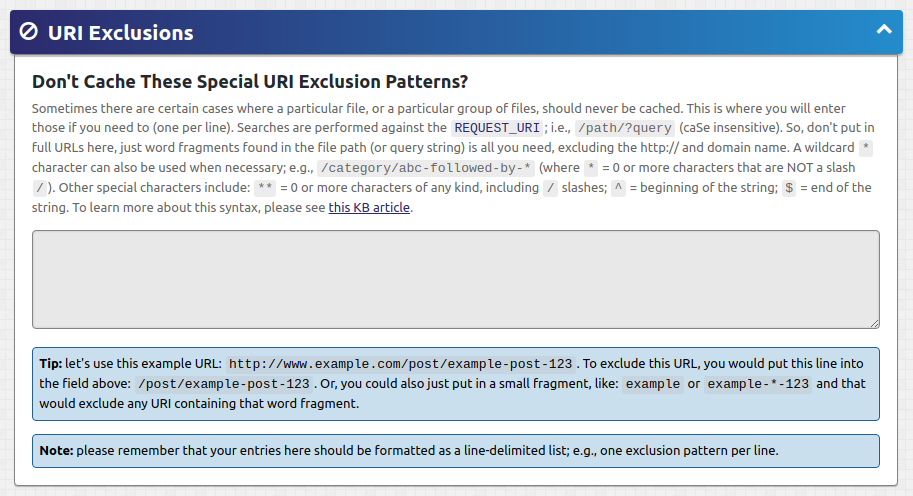 URI Exclusions
Don't Cache These Special URI Exclusion Patterns?
Sometimes there are certain cases where a particular file, or a particular group of files, should never be cached. This is where you will enter
those if you need to (one per line). Searches are performed against the REQUEST_URI; i.e., /path/?query (caSe insensitive). So, don't put in
full URLs here, just word fragments found in the file path (or query string) is all you need, excluding the http:// and domain name. A wildcard *
character can also be used when necessary; e.g., /category/abc-followed-by-* (where * = 0 or more characters that are NOT a slash
/). Other special characters include: ** = 0 or more characters of any kind, including / slashes; ^ = beginning of the string; $ = end of the
string. To learn more about this syntax, please see this KB article.
Tip: let's use this example URL: http://www.example.com/post/example-post-123. To exclude this URL, you would put this line into
the field above: /post/example-post-123. Or, you could also just put in a small fragment, like: example or example-*-123 and that
would exclude any URI containing that word fragment.
Note: please remember that your entries here should be formatted as a line-delimited list; e.g., one exclusion pattern per line.